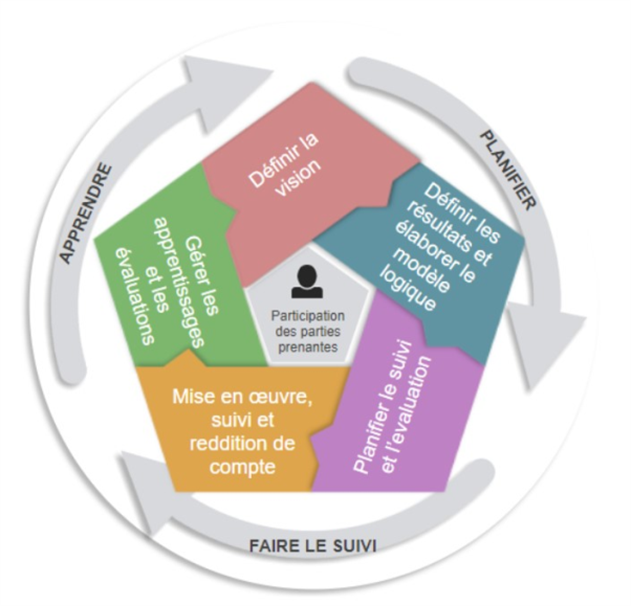 APPRENDRE
PLANIFIER
Définir la
vision
Définir les
résultats et
élaborer le
modèle
logique
Gérer les
apprentissages
et les
évaluations
Participation
des parties
prenantes
Planifier le suivi
et l'evaluation
Mise en œuvre,
suivi et
reddition de
compte
FAIRE LE SUIVI